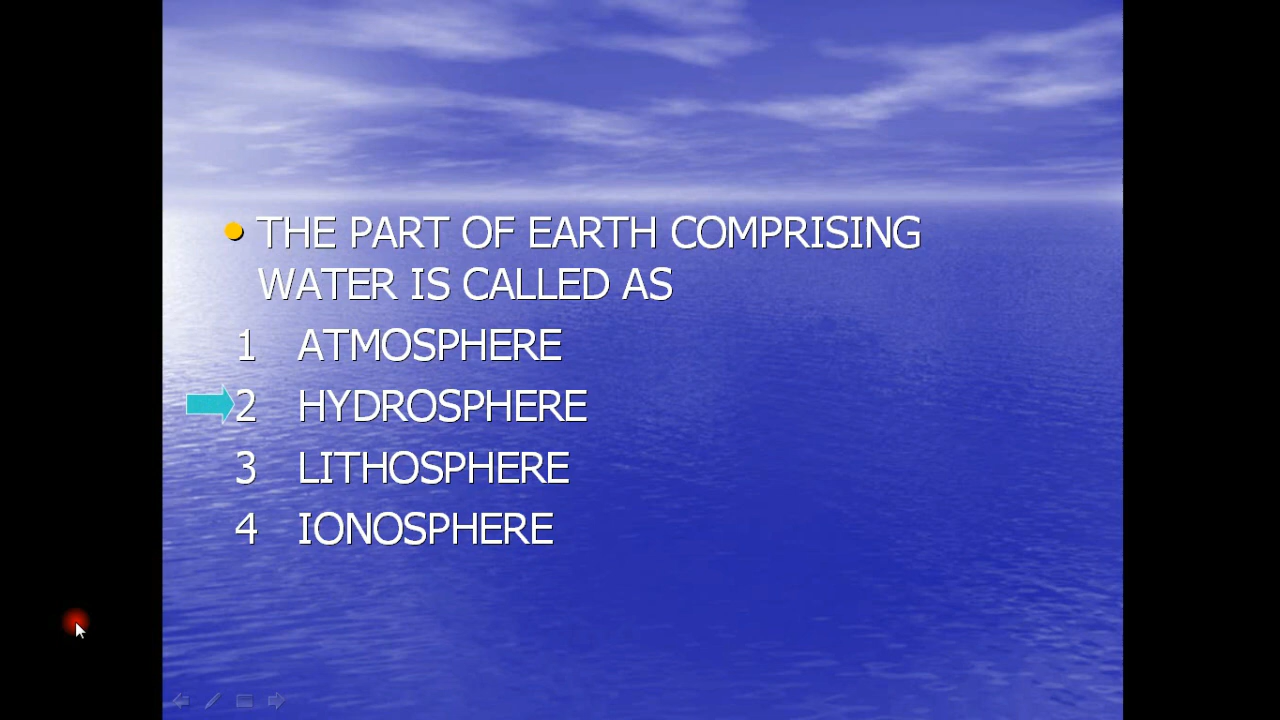 THE PART OF EARTH COMPRISING
WATER IS CALLED AS
1 ATMOSPHERE
2 HYDROSPHERE
3 LITHOSPHERE
4 IONOSPHERE